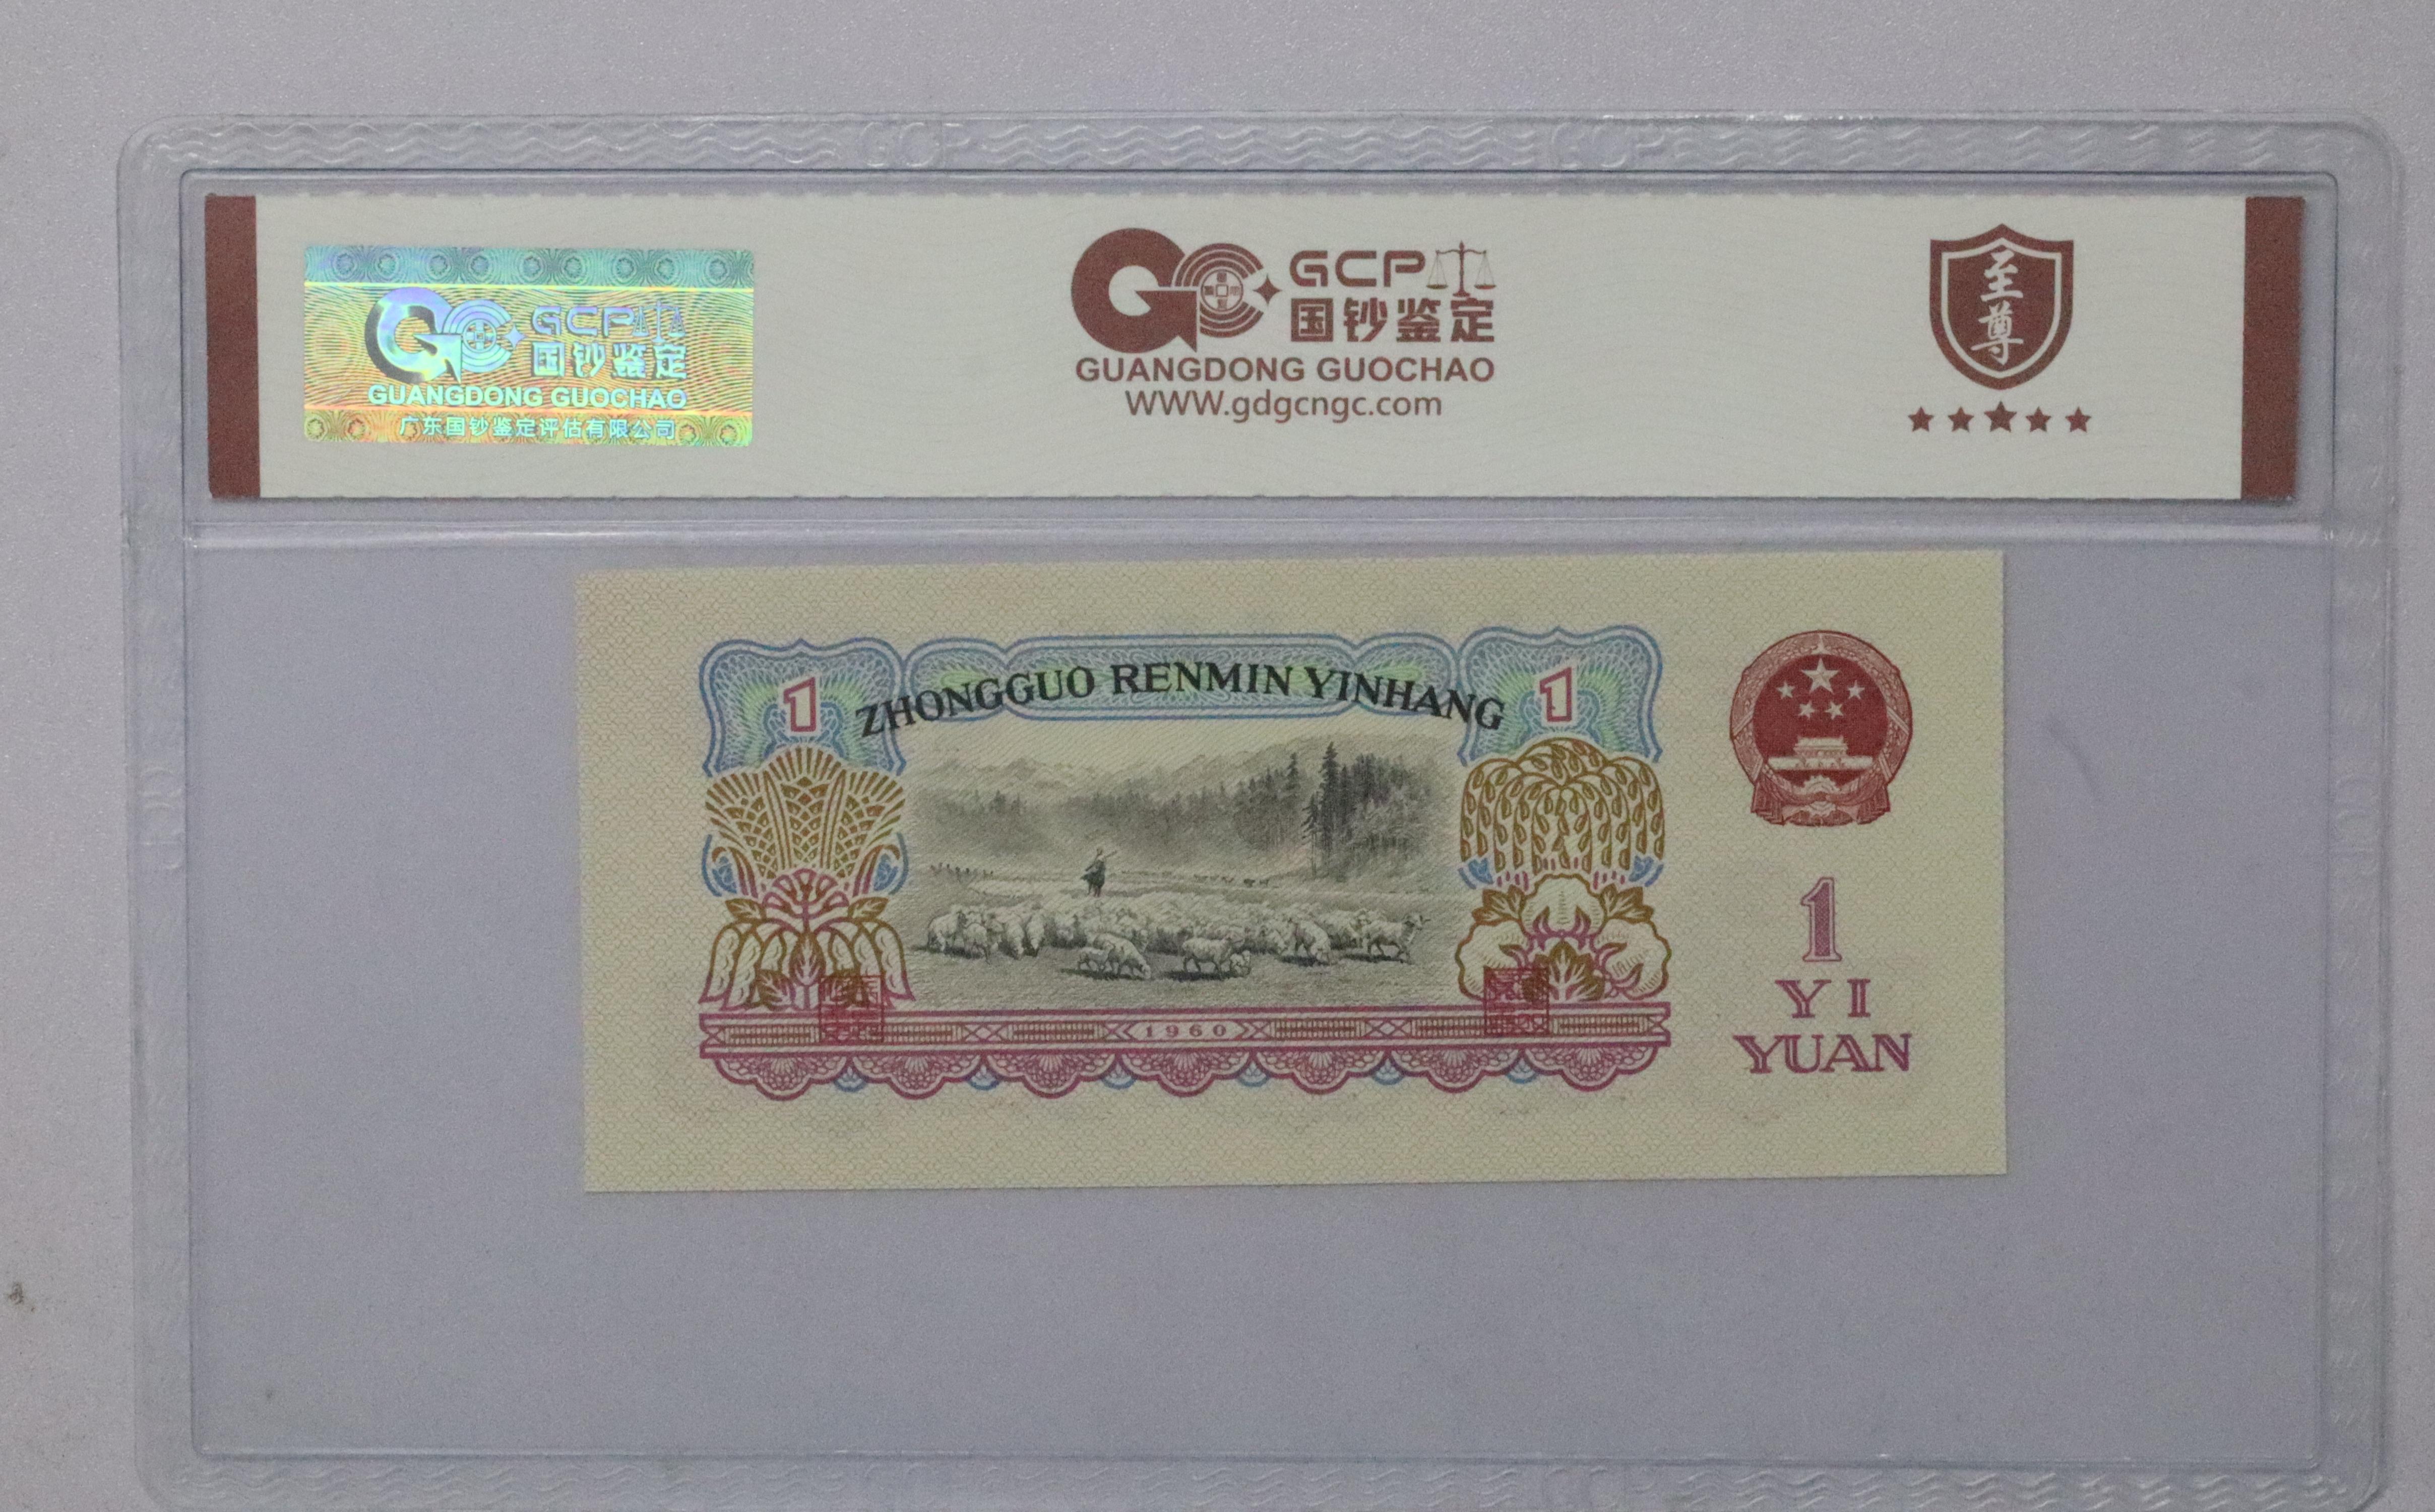 GCP
国钞鉴定
GUANGDONG GUOCHAO
广东国钞鉴定评估有限公司
GCP
国钞鉴定
GUANGDONG GUOCHAO
www.gdgcngc.com
至尊
GCP
GCP
1
ZHONGGUO RENMIN YINHANG
1
1960
1
YI
YUAN